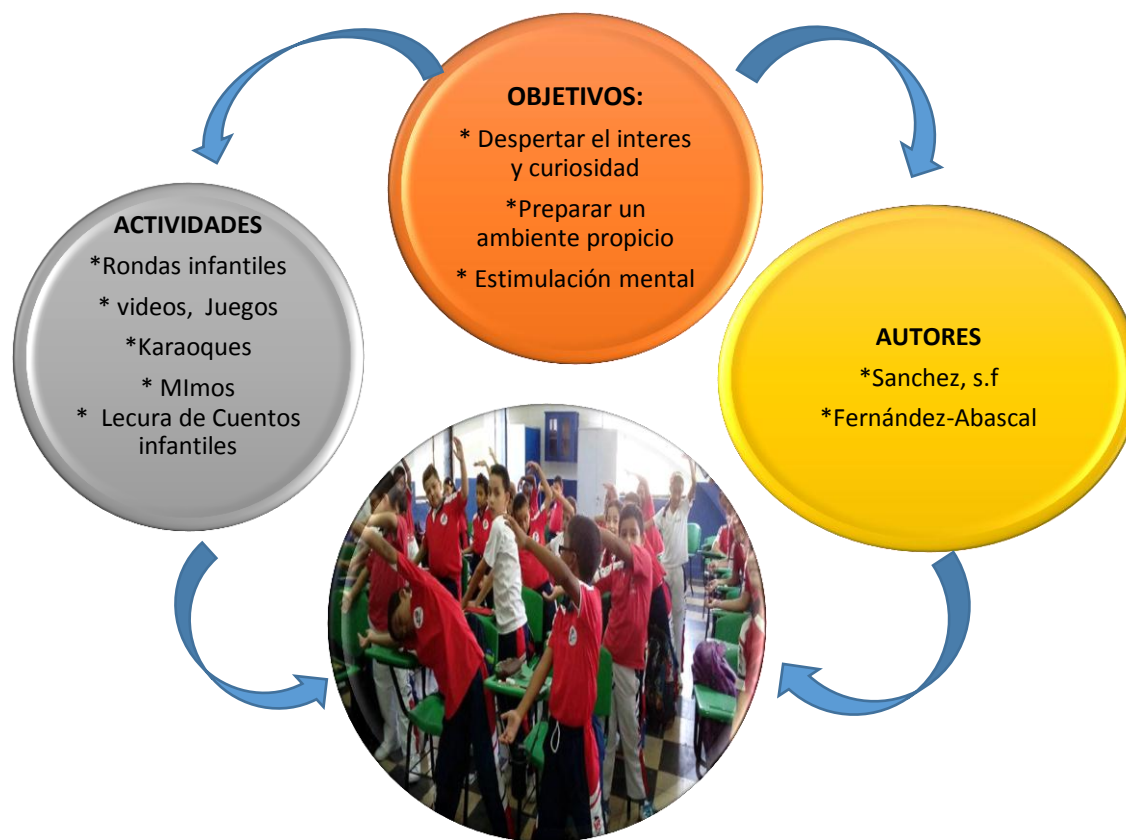 OBJETIVOS:
* Despertar el interes
y curiosidad
*Preparar un
ambiente propicio
* Estimulación mental
ACTIVIDADES
*Rondas infantiles
* videos, Juegos
*Karaoques
* MImos
* Lecura de Cuentos
infantiles
AUTORES
*Sanchez, s.f
*Fernández-Abascal